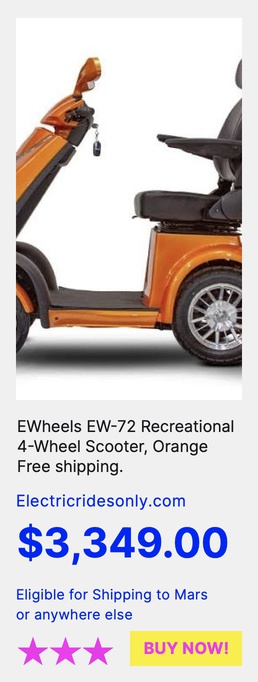 EWheels EW-72 Recreational
4-Wheel Scooter, Orange
Free shipping.
Electricridesonly.com
$3,349.00
Eligible for Shipping to Mars
or anywhere else
BUY NOW!